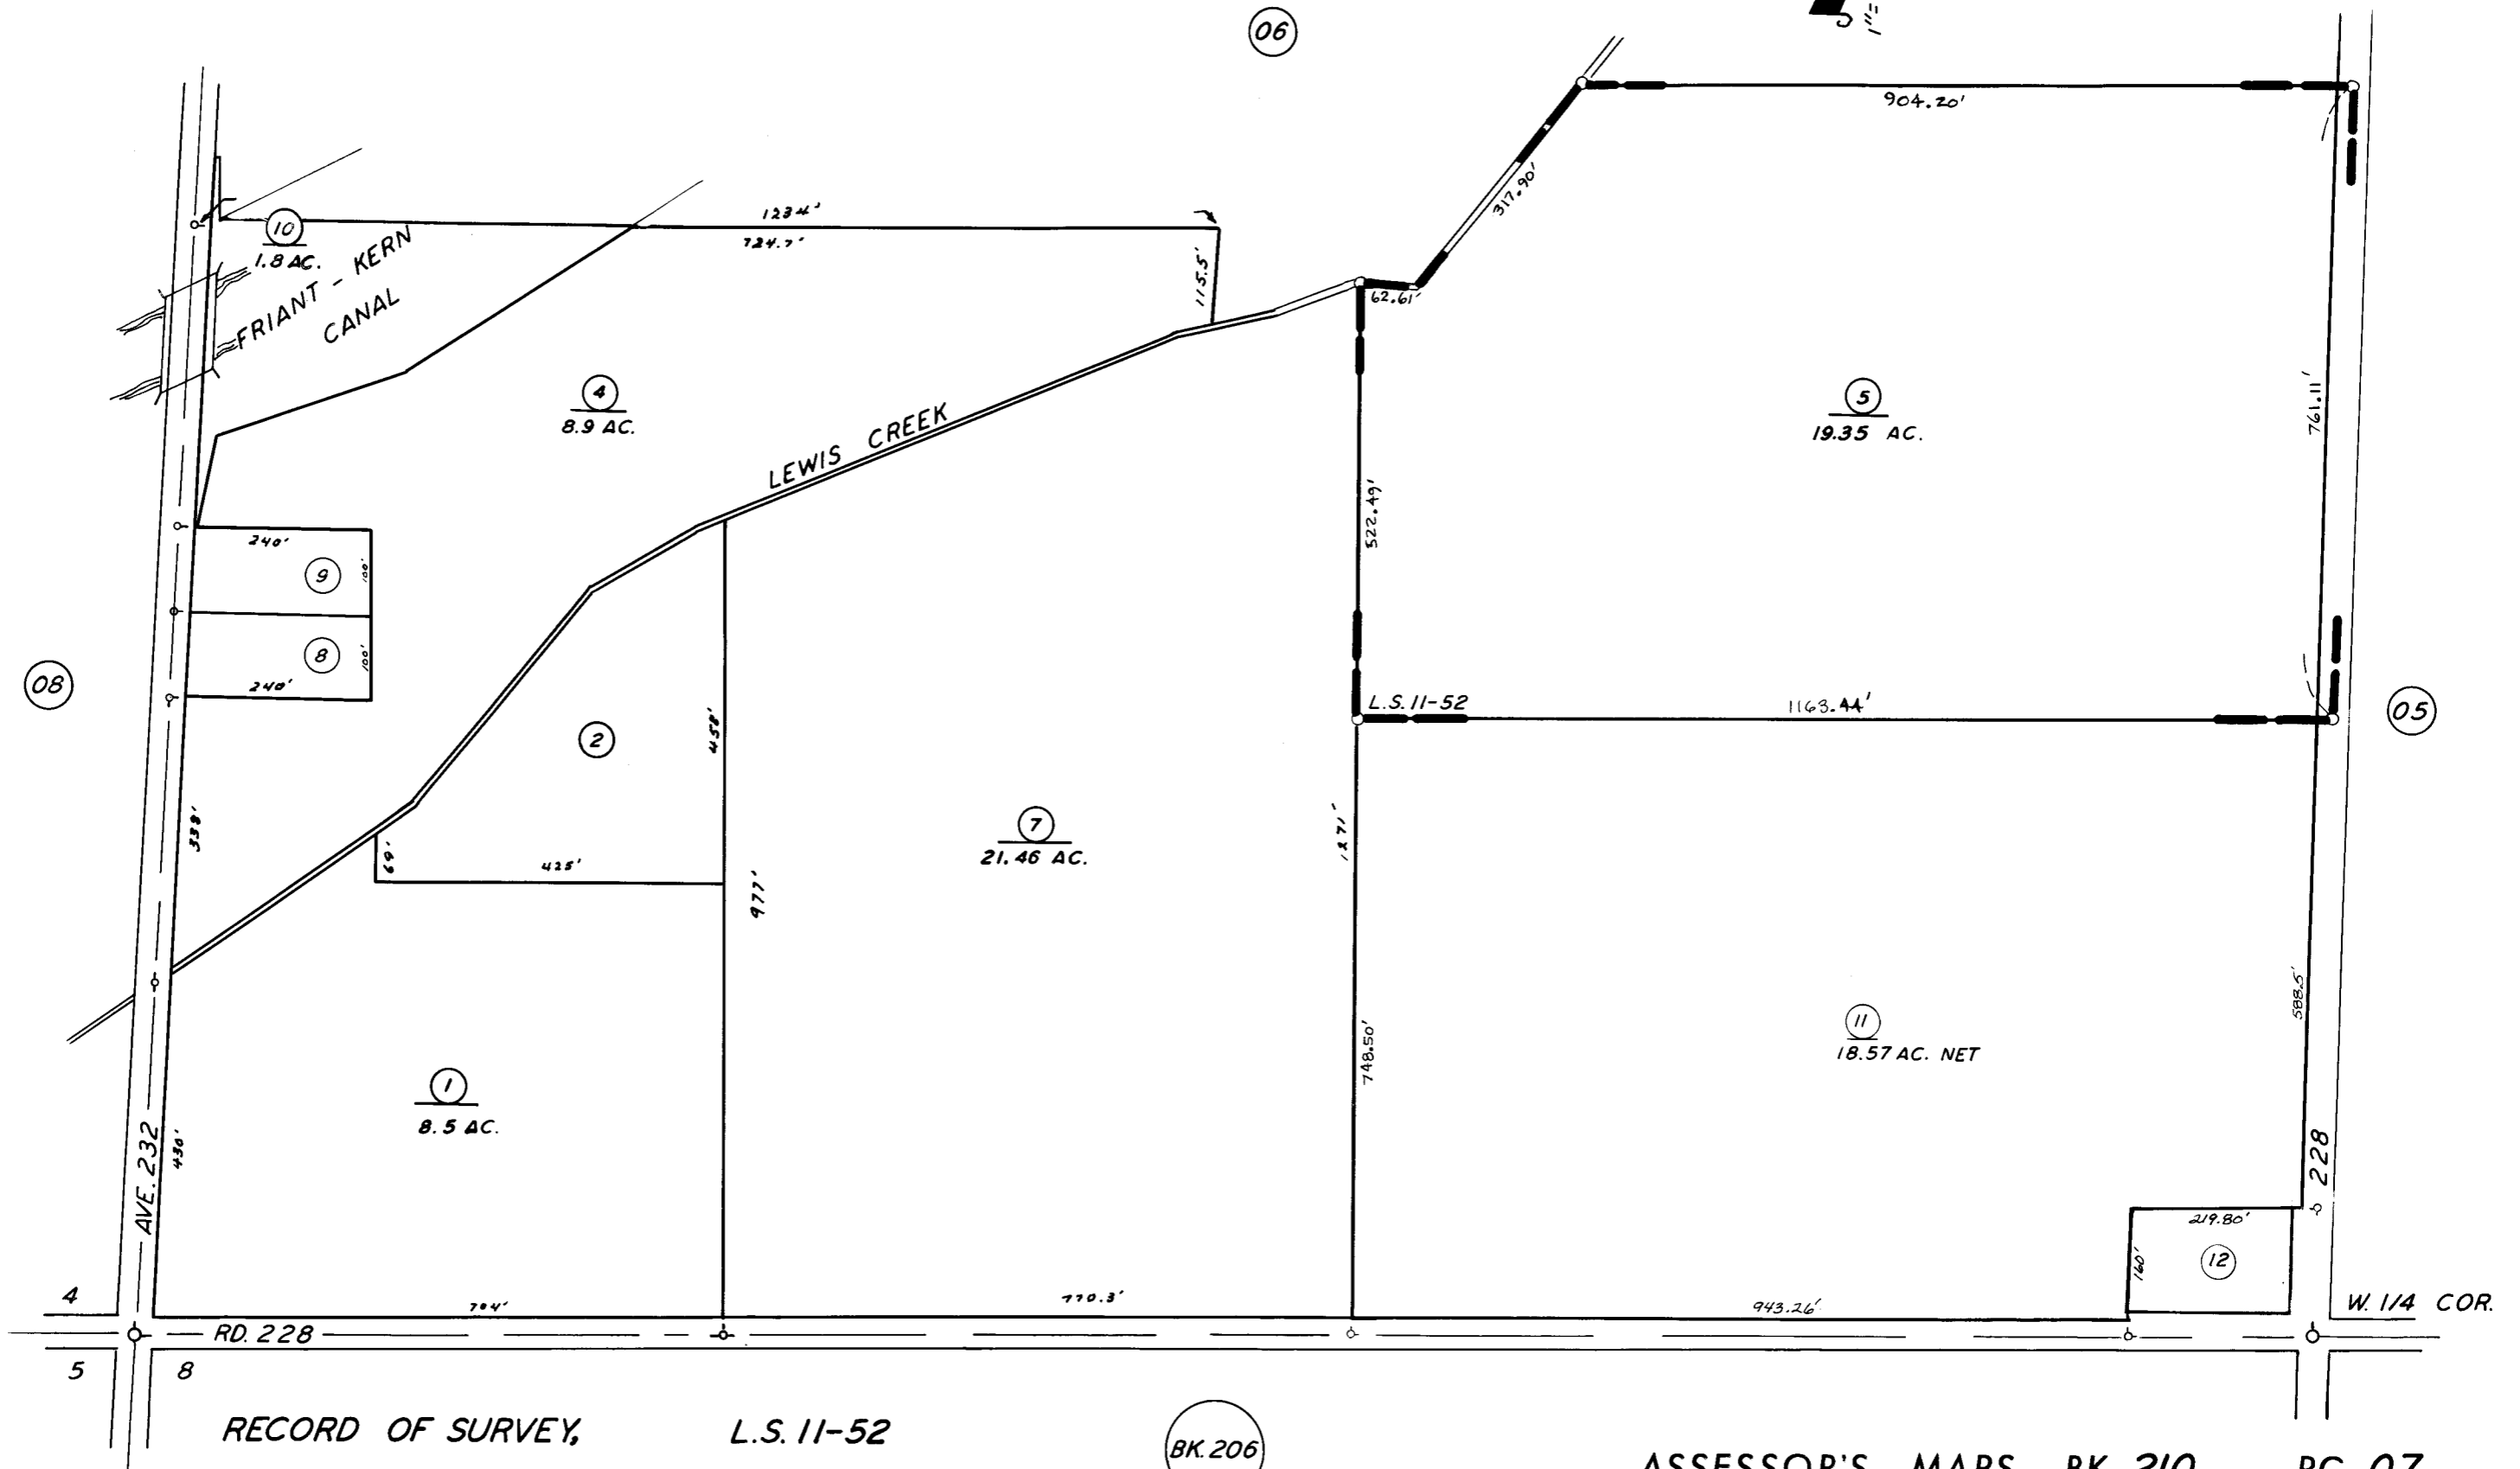 06
1"=
904.20'
317.90'
1234'
724.7'
115.5'
10
1.8 AC.
FRIANT - KERN
CANAL
62.61'
4
8.9 AC.
5
19.35 AC.
761.11'
LEWIS CREEK
522.49'
240'
9
100'
8
100'
240'
08
2
458'
L.S. 11-52
1163.44'
05
338'
7
21.46 AC.
1271'
69'
425'
977'
588.5'
11
18.57 AC. NET
748.50'
1
8.5 AC.
AVE. 232
430'
228
219.80'
160'
12
4
704'
770.3'
943.26'
W. 1/4 COR.
RD. 228
5
8
RECORD OF SURVEY, L.S. 11-52
BK. 206
ASSESSOR'S MAPS BK. 210 PG. 07